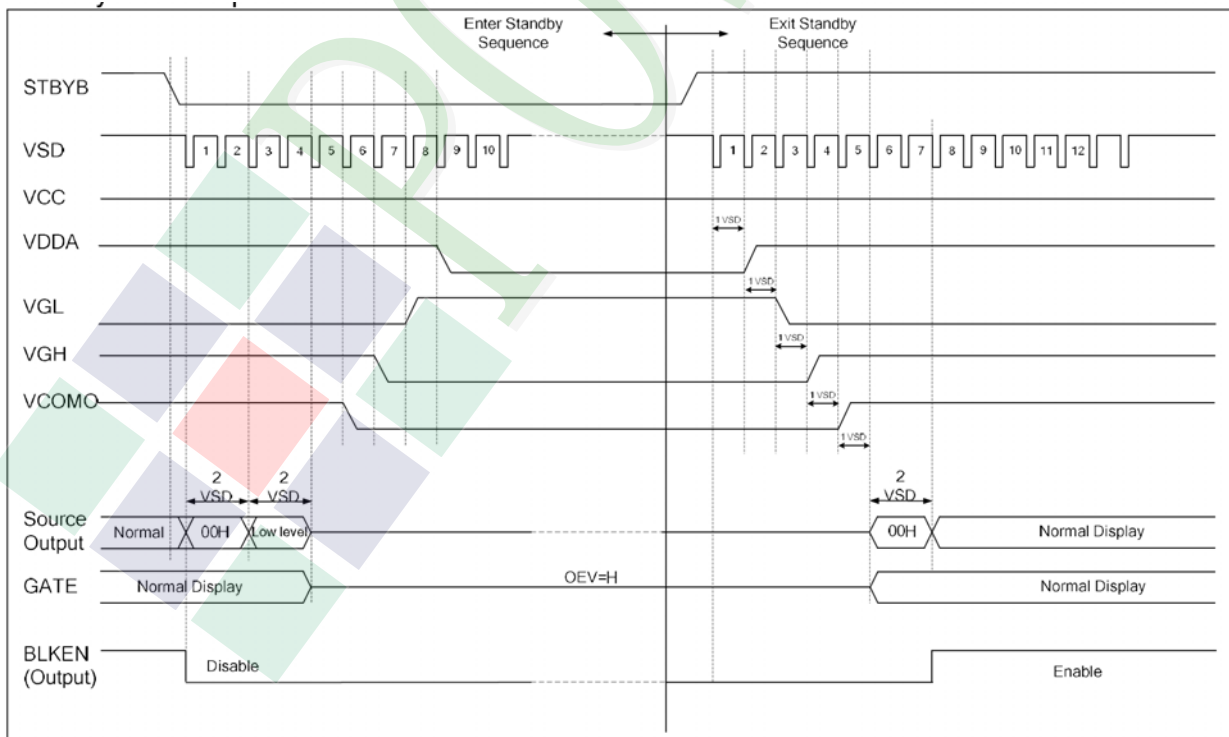 Enter Standby
Sequence
Exit Standby
Sequence
STBYB
VSD
1 2 3 4 5 6 7 8 9 10
1 2 3 4 5 6 7 8 9 10 11 12
VCC
1 VSD
VDDA
1 VSD
VGL
1 VSD
VGH
1 VSD
VCOMO
1 VSD
2
VSD
2
VSD
2
VSD
Source
Output
Normal
00H
Low level
00H
Normal Display
GATE
Normal Display
OEV=H
Normal Display
BLKEN
(Output)
Disable
Enable